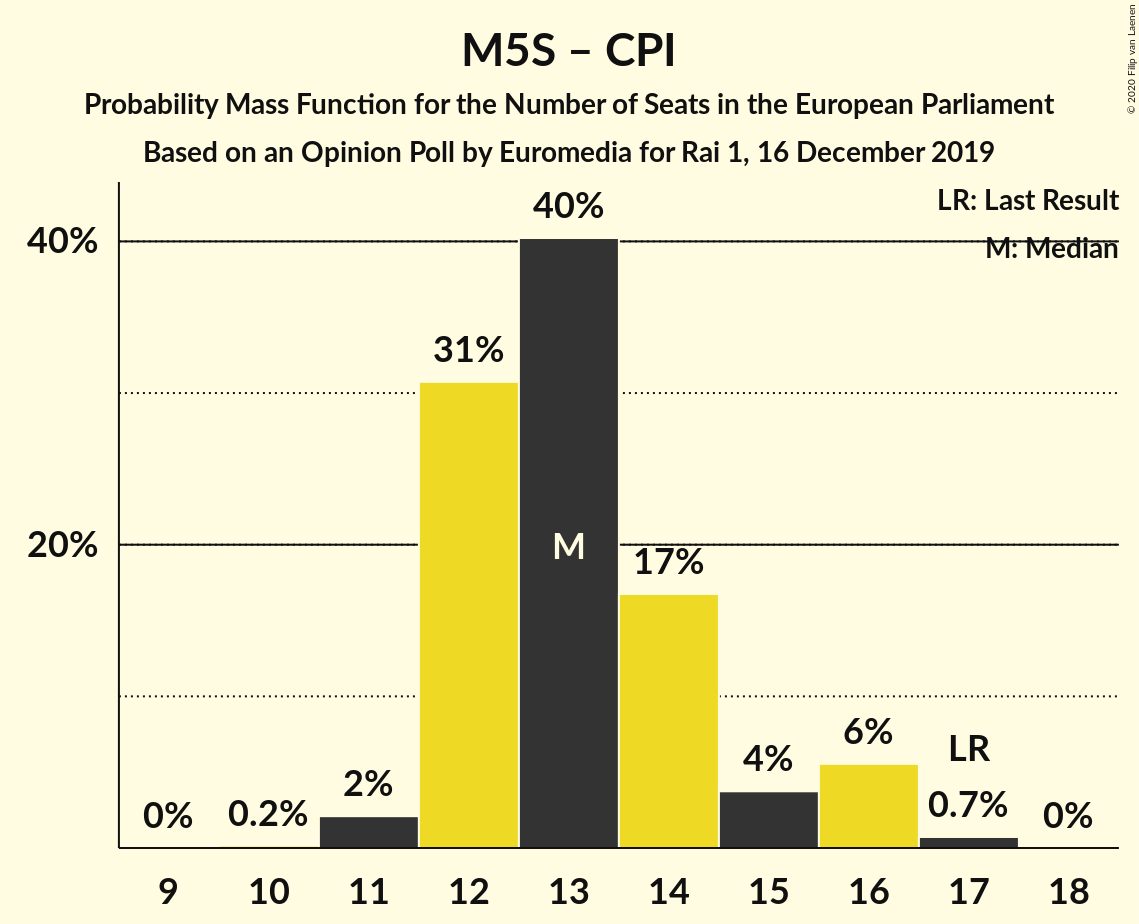 M5S – CPI
Probability Mass Function for the Number of Seats in the European Parliament
Based on an Opinion Poll by Euromedia for Rai 1, 16 December 2019
© 2020 Filip van Laenen
LR: Last Result
M: Median
40%
20%
0%
0.2%
2%
31%
40%
M
17%
4%
6%
LR
0.7%
0%
9 10 11 12 13 14 15 16 17 18